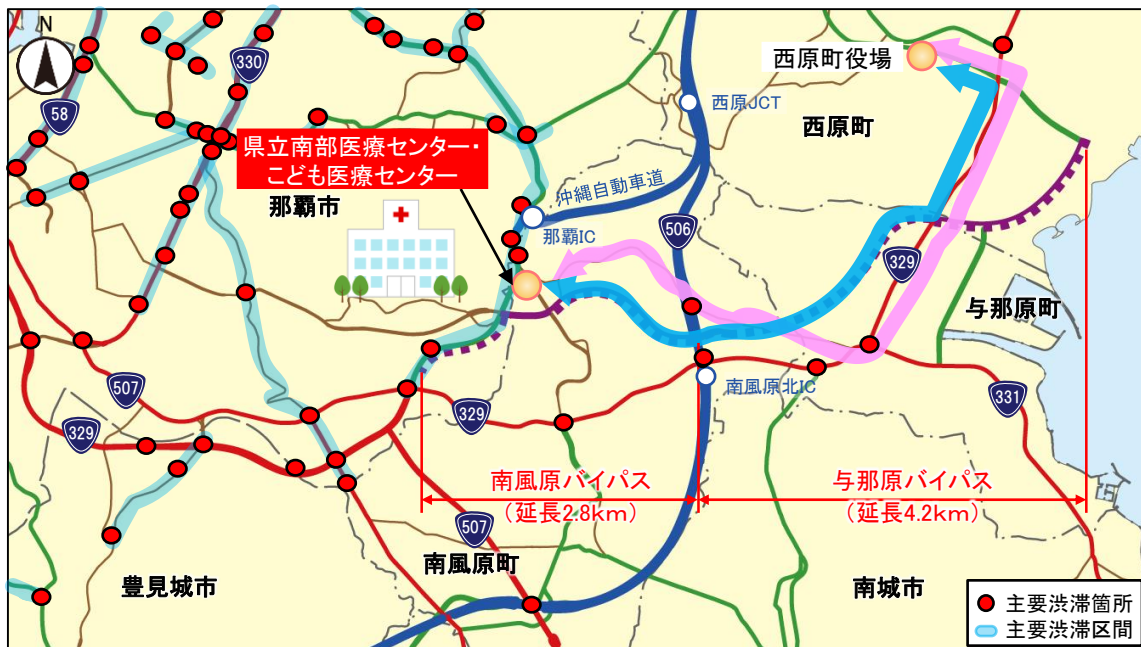 N
330
58
西原町役場
西原JCT
西原町
県立南部医療センター・
こども医療センター
沖縄自動車道
那覇市
那覇IC
506
329
与那原町
南風原北IC
507
329
331
329
南風原バイパス
(延長2.8km)
与那原バイパス
(延長4.2km)
507
南風原町
豊見城市
南城市
主要渋滞箇所
主要渋滞区間